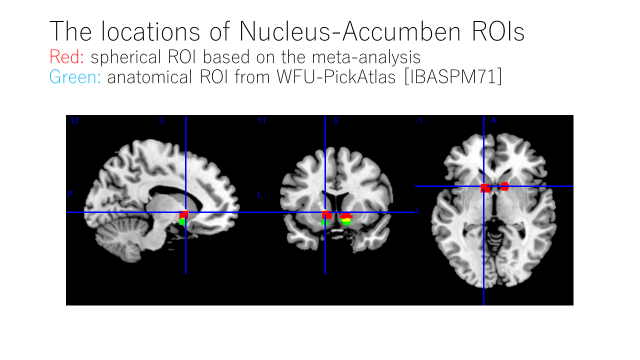 The locations of Nucleus-Accumben ROIs
Red: spherical ROI based on the meta-analysis
Green: anatomical ROI from WFU-PickAtlas [IBASPM71]